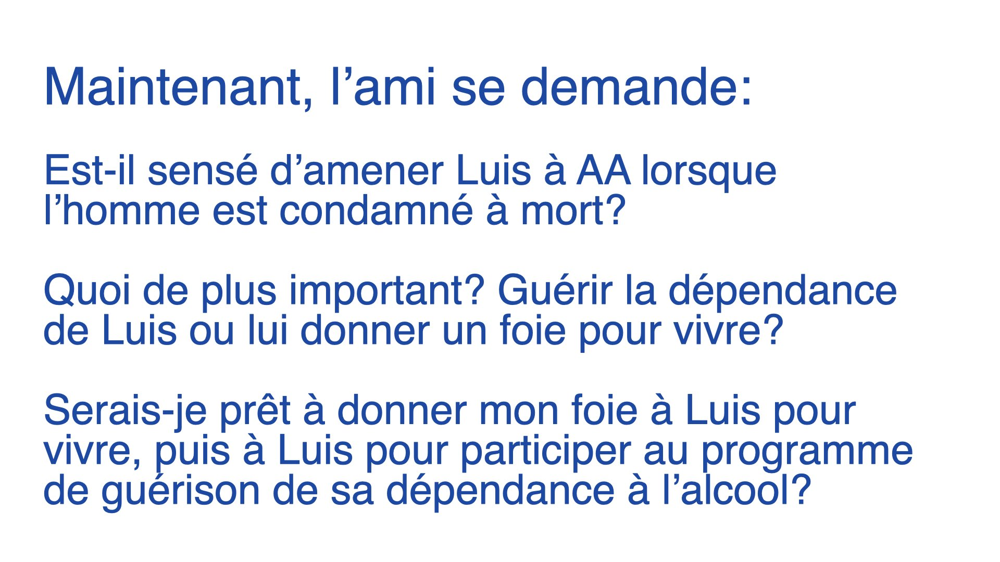 Maintenant, l’ami se demande:
Est-il sensé d’amener Luis à AA lorsque
l’homme est condamné à mort?
Quoi de plus important? Guérir la dépendance
de Luis ou lui donner un foie pour vivre?
Serais-je prêt à donner mon foie à Luis pour
vivre, puis à Luis pour participer au programme
de guérison de sa dépendance à l’alcool?